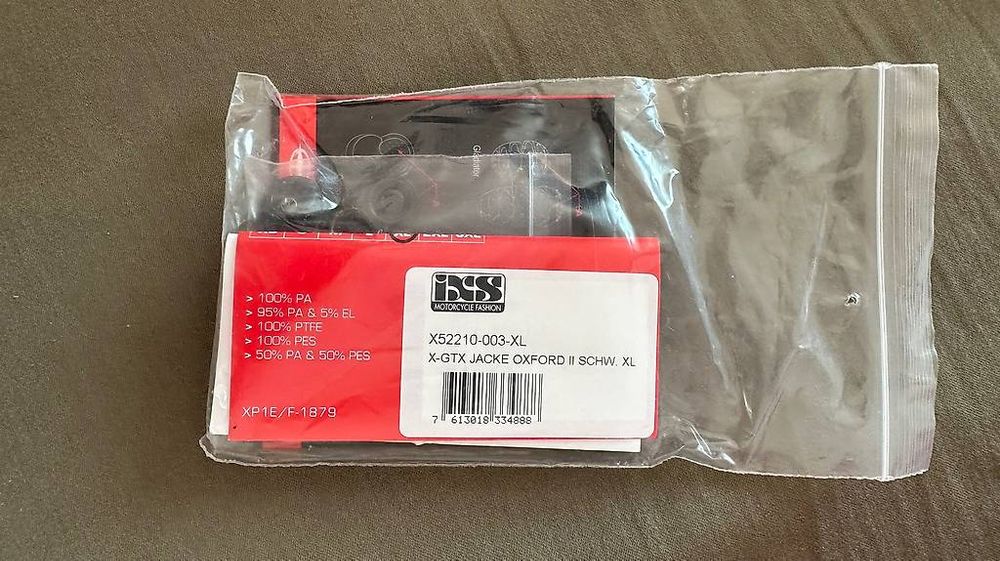 > 100% PA
> 95% PA & 5% EL
> 100% PTFE
> 100% PES
> 50% PA & 50% PES
XP1E/F-1879
iXS
MOTORCYCLE FASHION
X52210-003-XL
X-GTX JACKE OXFORD II SCHW. XL
7 613018 334888